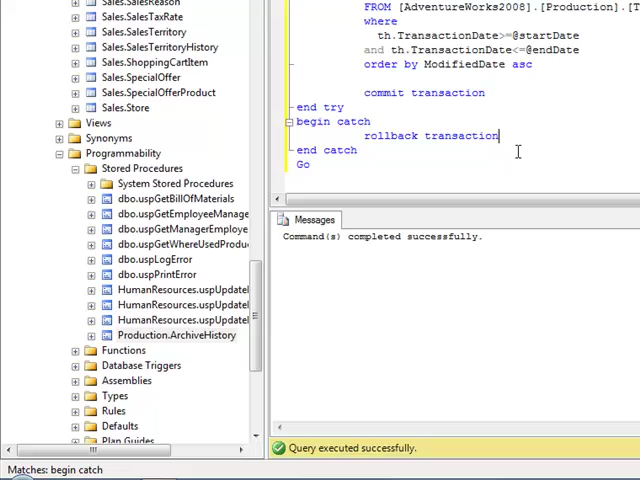 Sales.SalesReason
Sales.SalesTaxRate
Sales.SalesTerritory
Sales.SalesTerritoryHistory
Sales.ShoppingCartItem
Sales.SpecialOffer
Sales.SpecialOfferProduct
Sales.Store
Views
Synonyms
Programmability
Stored Procedures
System Stored Procedures
dbo.uspGetBillOfMaterials
dbo.uspGetEmployeeManage
dbo.uspGetManagerEmploye
dbo.uspGetWhereUsedProdu
dbo.uspLogError
dbo.uspPrintError
HumanResources.uspUpdateI
HumanResources.uspUpdateI
HumanResources.uspUpdateI
Production.ArchiveHistory
Functions
Database Triggers
Assemblies
Types
Rules
Defaults
Plan Guides
FROM [AdventureWorks2008].[Production].[T
where
th.TransactionDate>=@startDate
and th.TransactionDate<=@endDate
order by ModifiedDate asc
commit transaction
end try
begin catch
rollback transaction
end catch
Go
Messages
Command(s) completed successfully.
Query executed successfully.
Matches: begin catch